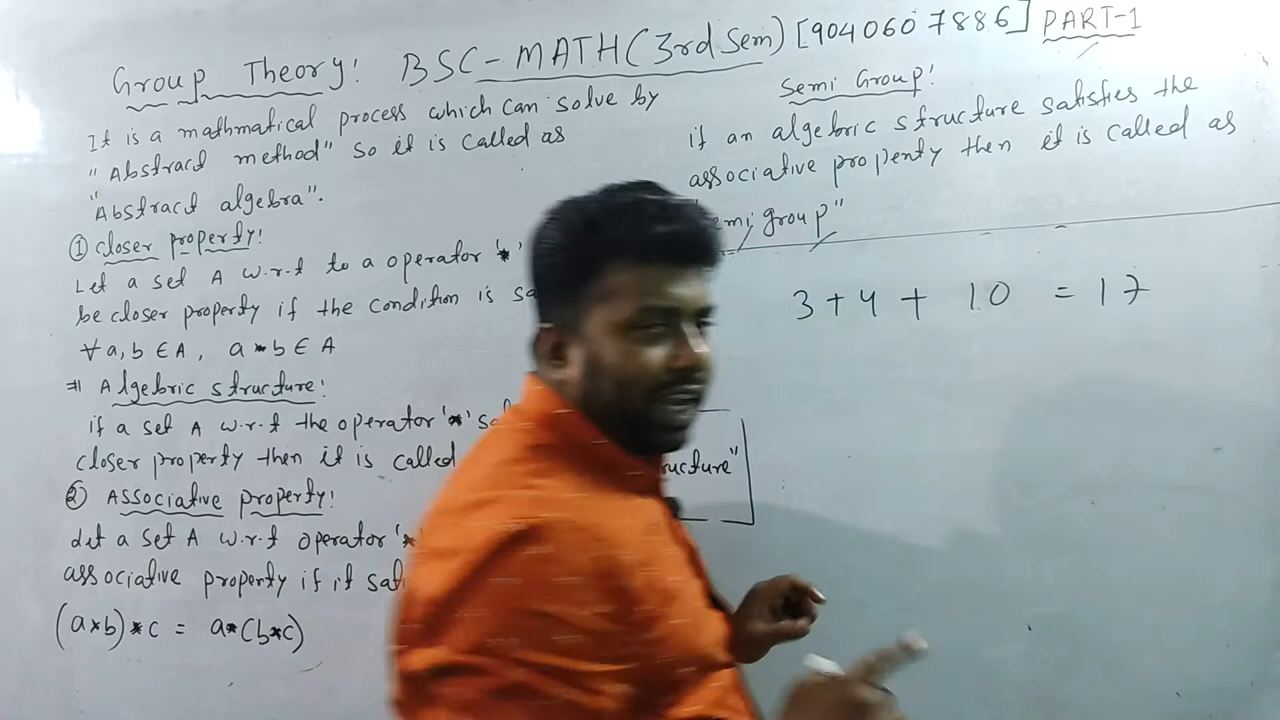 Group Theory! BSC-MATH(3rd Sem) [9040607886] PART-1
It is a mathmatical process which can solve by
"Abstract method" so it is called as
"Abstract algebra".
① closer property!
Let a set A w.r.t to a operator '*'
be closer property if the condition is sa
∀ a, b ∈ A, a * b ∈ A
⇒ Algebric structure!
if a set A w.r.t the operator '*' sa
closer property then it is called
ructure"
② Associative property!
Let a set A w.r.t operator '*'
associative property if it sati
(a*b)*c = a*(b*c)
Semi Group!
if an algebric structure satisfies the
associative property then it is called as
emi group"
3+4+10 = 17